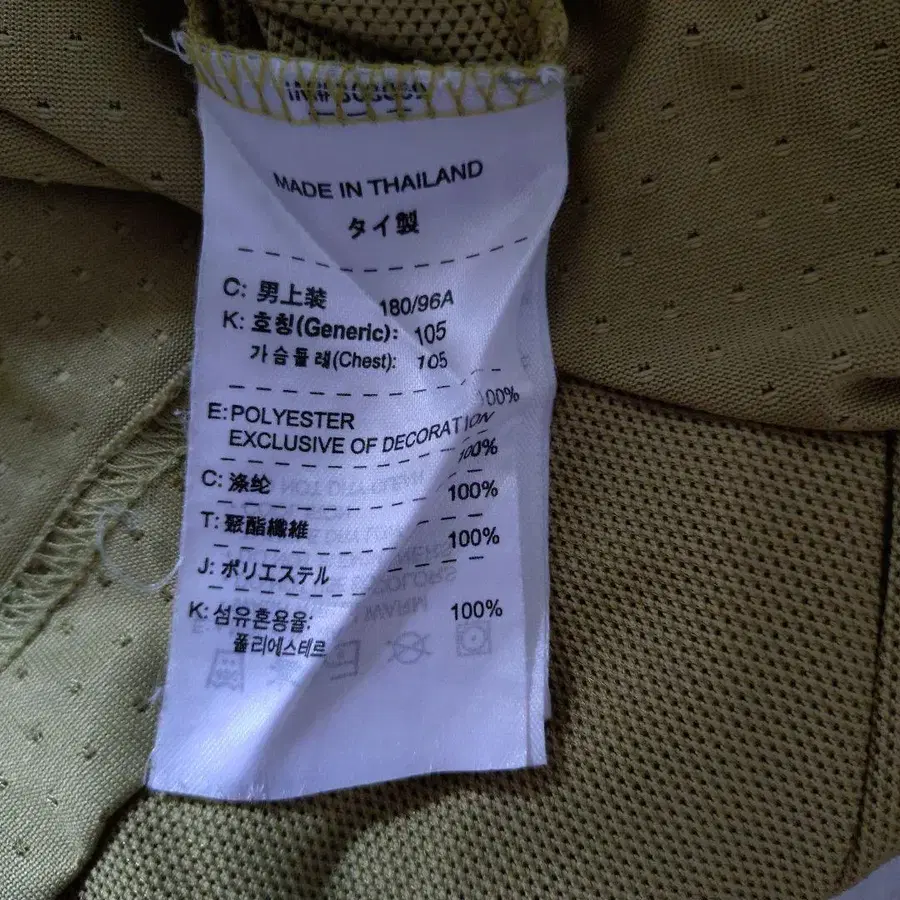 MADE IN THAILAND
タイ製
C: 男上装 180/96A
K: 호칭(Generic): 105
가슴둘레(Chest): 105
E: POLYESTER 100%
EXCLUSIVE OF DECORATION
C: 涤纶 100%
T: 聚酯纖維 100%
J: ポリエステル 100%
K: 섬유혼용율: 100%
폴리에스테르